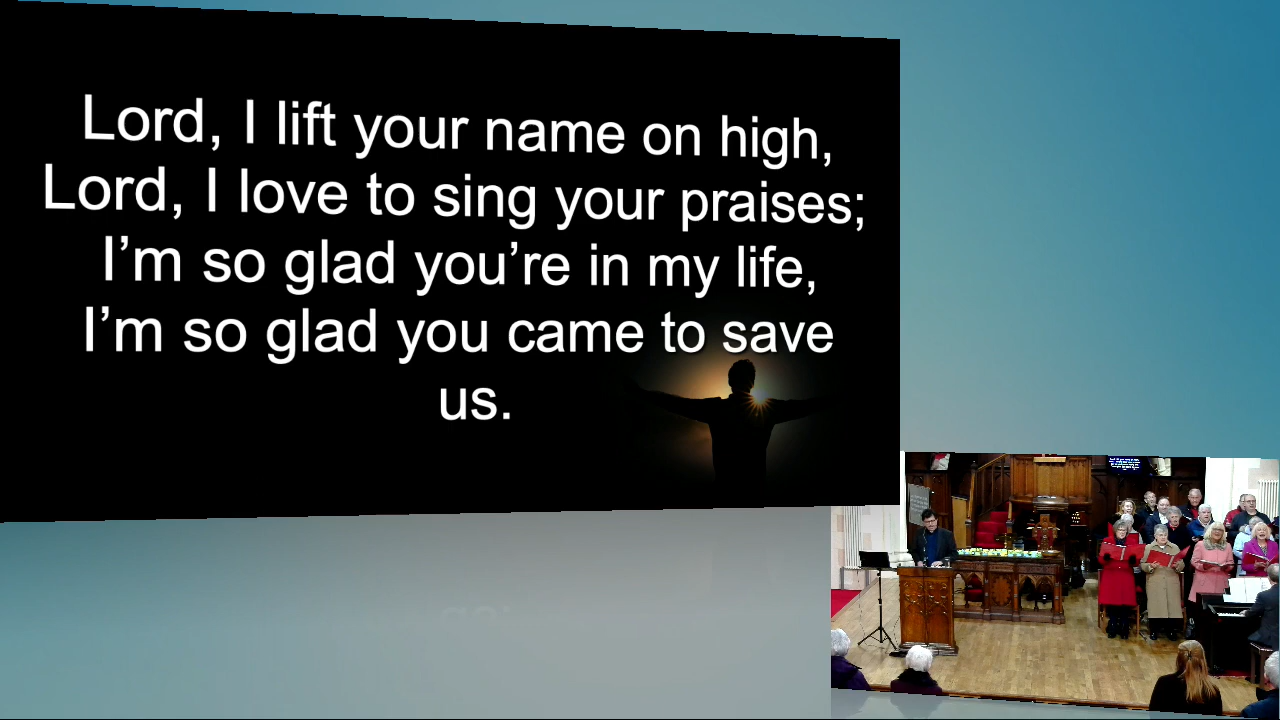 Lord, I lift your name on high,
Lord, I love to sing your praises;
I’m so glad you’re in my life,
I’m so glad you came to save
us.